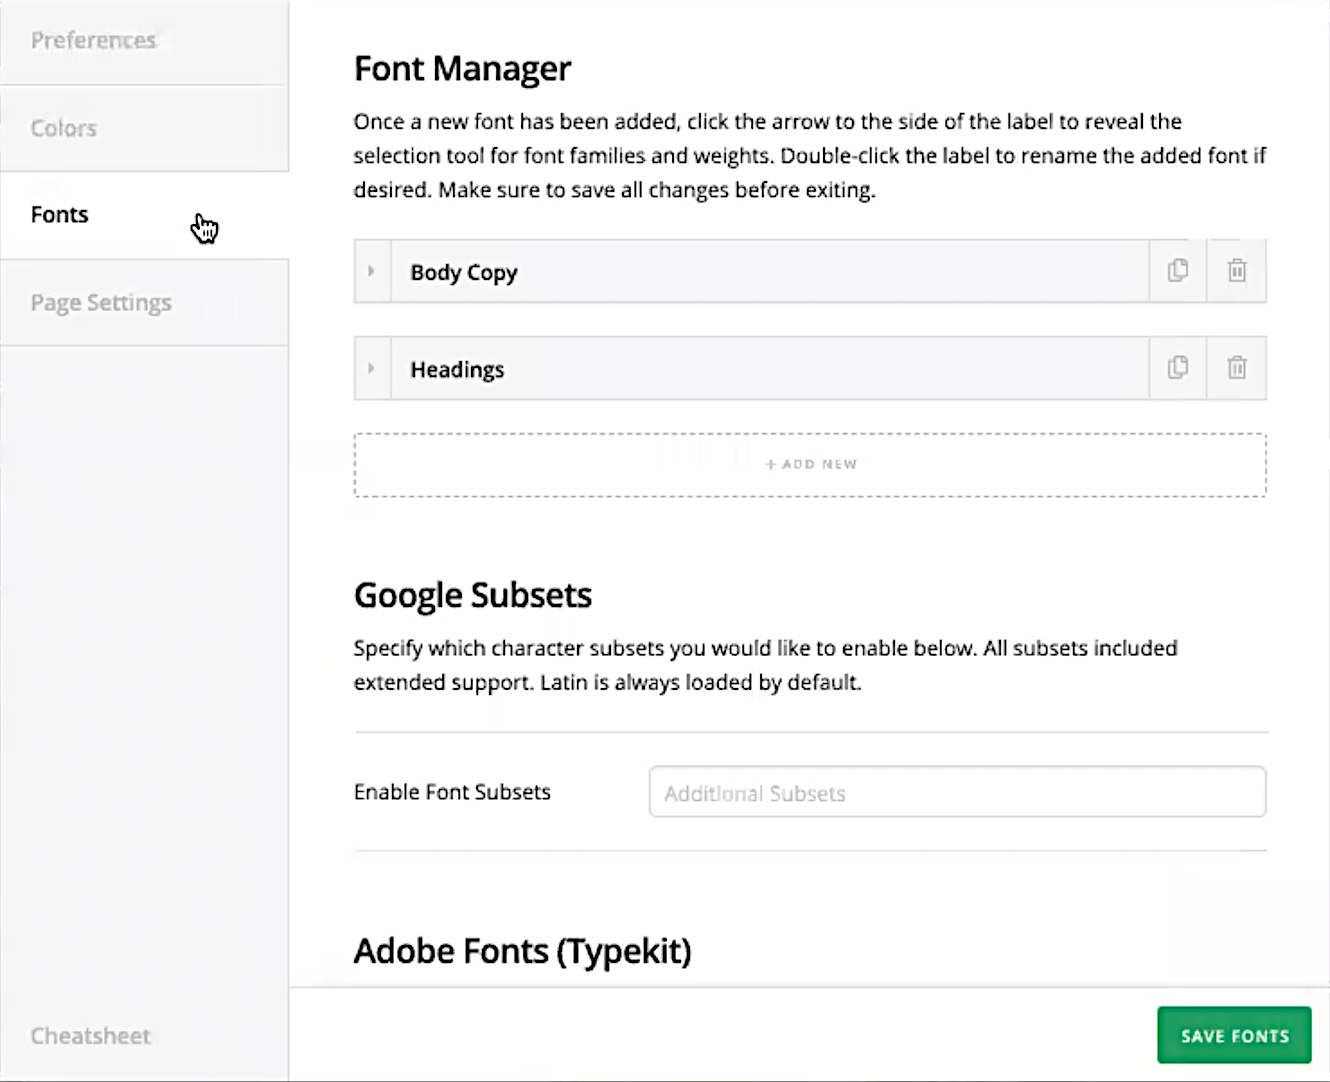 Preferences
Colors
Fonts
Page Settings
Cheatsheet
Font Manager
Once a new font has been added, click the arrow to the side of the label to reveal the
selection tool for font families and weights. Double-click the label to rename the added font if
desired. Make sure to save all changes before exiting.
Body Copy
Headings
+ ADD NEW
Google Subsets
Specify which character subsets you would like to enable below. All subsets included
extended support. Latin is always loaded by default.
Enable Font Subsets
Additional Subsets
Adobe Fonts (Typekit)
SAVE FONTS